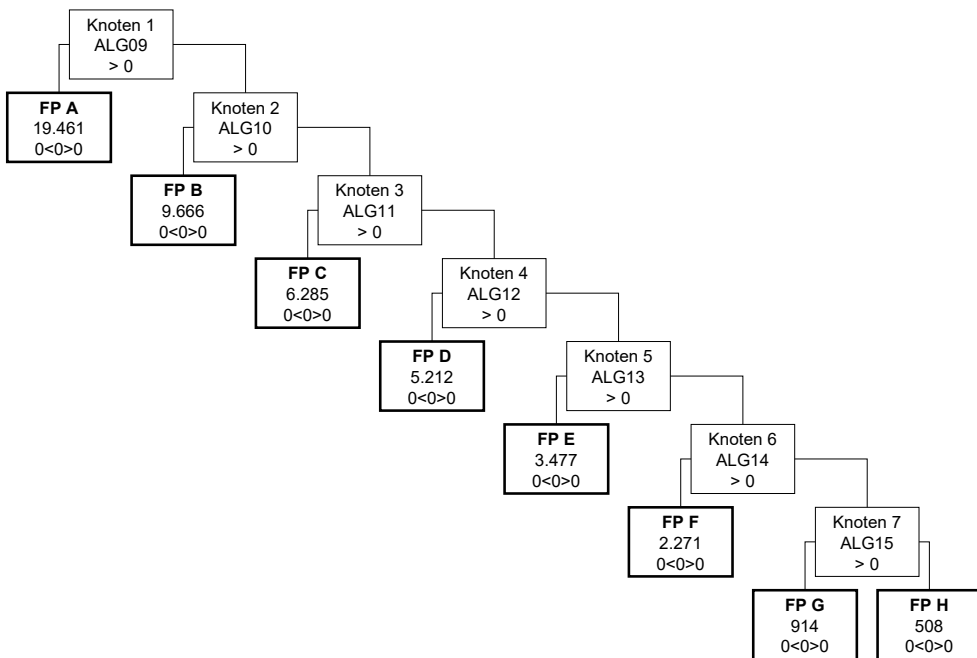 Knoten 1
ALG09
> 0
FP A
19.461
0<0>0
Knoten 2
ALG10
> 0
FP B
9.666
0<0>0
Knoten 3
ALG11
> 0
FP C
6.285
0<0>0
Knoten 4
ALG12
> 0
FP D
5.212
0<0>0
Knoten 5
ALG13
> 0
FP E
3.477
0<0>0
Knoten 6
ALG14
> 0
FP F
2.271
0<0>0
Knoten 7
ALG15
> 0
FP G
914
0<0>0
FP H
508
0<0>0